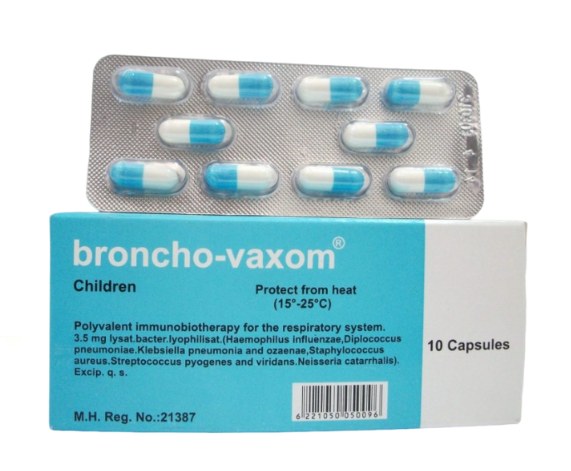 broncho-vaxom®
Children
Protect from heat
(15°-25°C)
Polyvalent immunobiotherapy for the respiratory system.
3.5 mg lysat.bacter.lyophilisat.(Haemophilus influenzae,Diplococcus
pneumoniae.Klebsiella pneumonia and ozaenae,Staphylococcus
aureus.Streptococcus pyogenes and viridans.Neisseria catarrhalis).
Excip. q. s.
10 Capsules
M.H. Reg. No.:21387
6 221050 050096